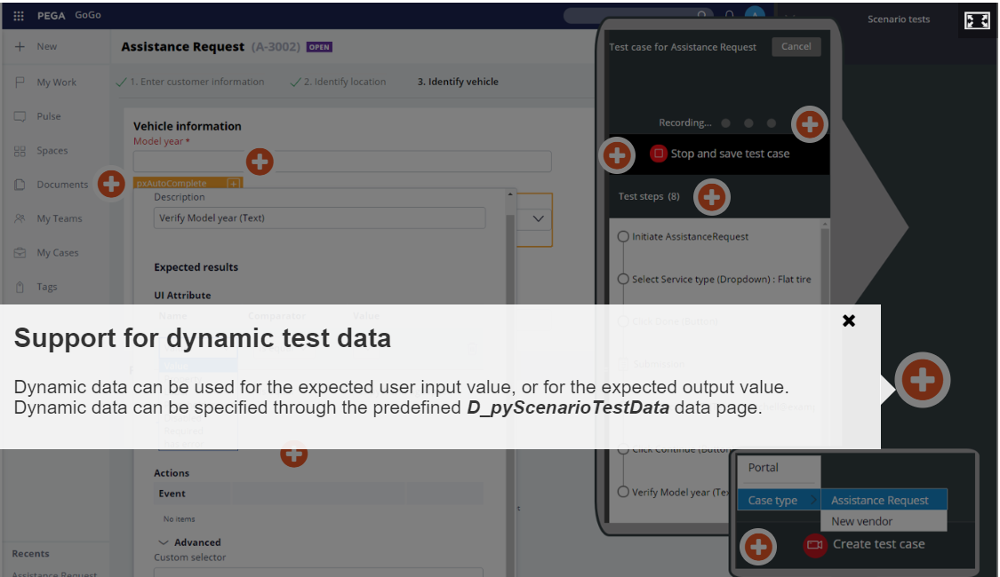 PEGA GoGo
Scenario tests
New
Assistance Request (A-3002) OPEN
Test case for Assistance Request
Cancel
My Work
1. Enter customer information
2. Identify location
3. Identify vehicle
Pulse
Vehicle information
Recording...
Model year *
Spaces
Stop and save test case
Documents
pxAutoComplete
Description
Test steps (8)
My Teams
Verify Model year (Text)
Initiate AssistanceRequest
My Cases
Expected results
Select Service type (Dropdown) : Flat tire
Tags
UI Attribute
Name Comparator Value
Click Done (Button)
Support for dynamic test data
Value
Dynamic data can be used for the expected user input value, or for the expected output value.
Dynamic data can be specified through the predefined D_pyScenarioTestData data page.
Required
Click Continue (Button
Actions
Portal
Event
Verify Model year (Te
Case type
Assistance Request
No items
New vendor
Advanced
Create test case
Recents
Custom selector
Assistance Request